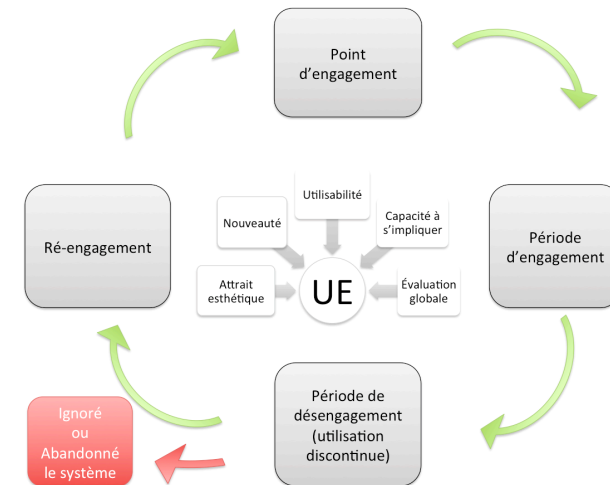 Point
d'engagement
Utilisabilité
Nouveauté
Capacité à
s'impliquer
Ré-engagement
Période
d'engagement
Attrait
esthétique
UE
Évaluation
globale
Période de
désengagement
(utilisation
discontinue)
Ignoré
ou
Abandonné
le système